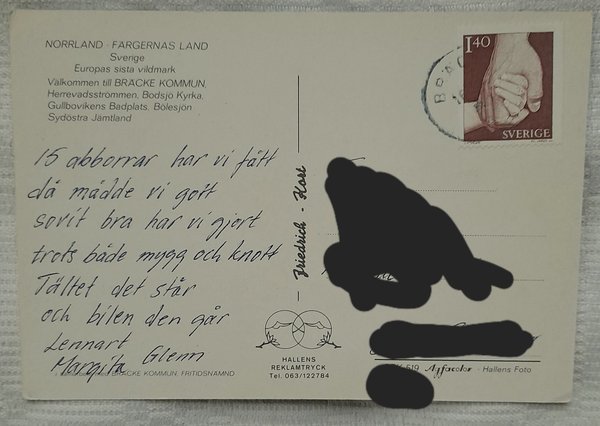 NORRLAND - FÄRGERNAS LAND
Sverige
Europas sista vildmark
Välkommen till BRÄCKE KOMMUN,
Herrevadsströmmen, Bodsjö Kyrka,
Gullbovikens Badplats, Bölesjön
Sydöstra Jämtland
15 abborrar har vi fått
då mådde vi gott
sovit bra har vi gjort
trots både mygg och knott
Tältet det står
och bilen den går
Lennart
Margita Glenn
BRÄCKE KOMMUN, FRITIDSNÄMND
Friedrich - Kort
HALLENS
REKLAMTRYCK
Tel. 063/122784
1.40
SVERIGE
519 Agfacolor - Hallens Foto